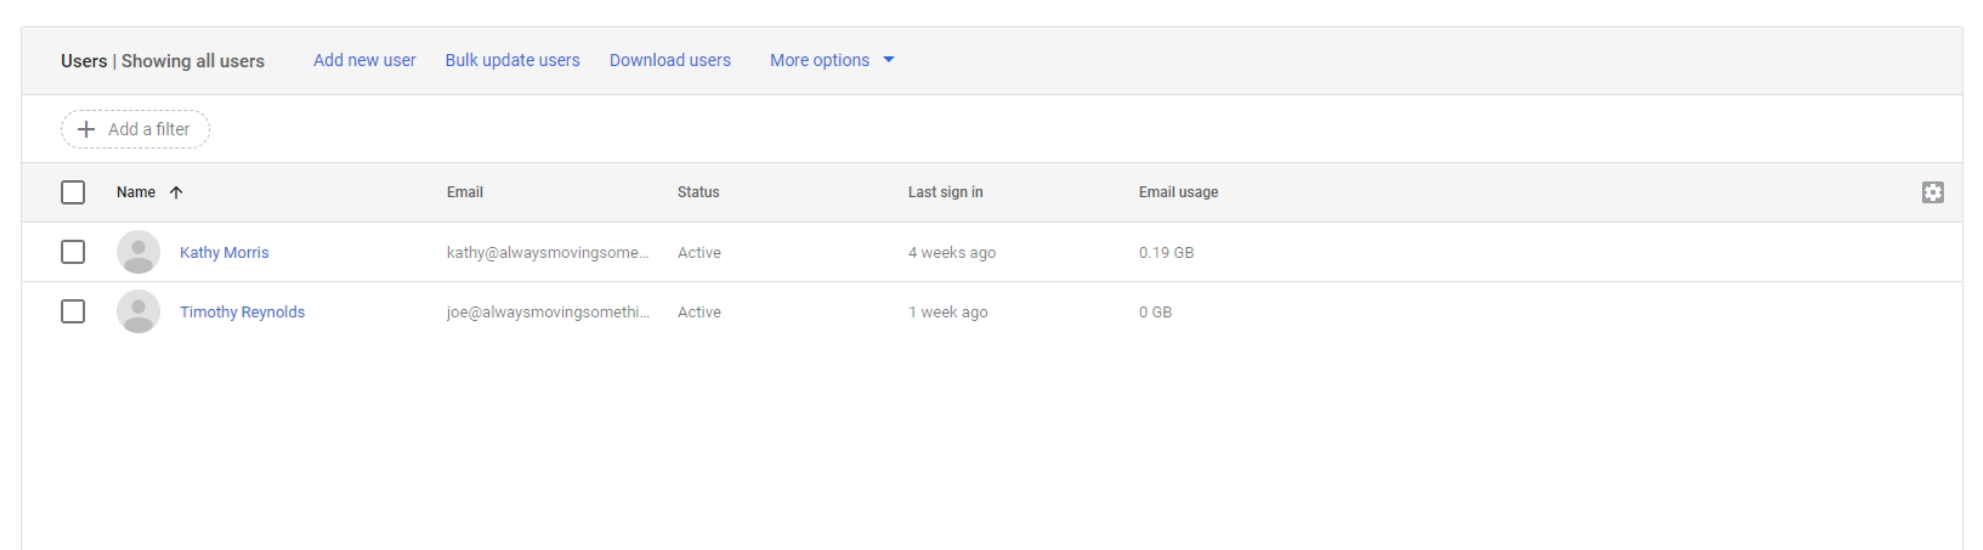 Users | Showing all users Add new user Bulk update users Download users More options
Add a filter
Name Email Status Last sign in Email usage
Kathy Morris kathy@alwaysmovingsome... Active 4 weeks ago 0.19 GB
Timothy Reynolds joe@alwaysmovingsomethi... Active 1 week ago 0 GB